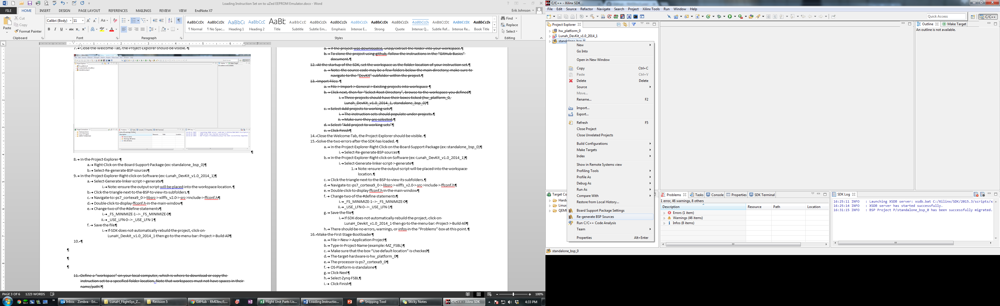 Loading Instruction Set on to uZed EEPROM Emulator.docx - Word
FILE HOME INSERT DESIGN PAGE LAYOUT REFERENCES MAILINGS REVIEW VIEW EndNote X7
Erik Johnson
Cut
Copy
Format Painter
Paste
Calibri (Body) 11
Find
Replace
Select
AaBbCcDc AaBbCcDc AaBbCc AaBbCcD AaBb AaBbCcD AaBbCcDc AaBbCcDc AaBbCcDc AaBbCcDc AaBbCcDc AaBbCcDc AaBbCcDc AaBbCcDc AaBbCcDc
¶ Normal ¶ No Spac... Heading 1 Heading 2 Title Subtitle Subtle Em... Emphasis Intense E... Strong Quote Intense Q... Subtle Ref... Intense Re... Book Title
Clipboard Font Paragraph Styles Editing
7. Close the Welcome Tab, the Project Explorer should be visible. ¶
8. In the Project Explorer ¶
a. Right Click on the Board Support Package (ex: standalone_bsp_0)¶
b. Select Re-generate BSP sources¶
9. In the Project Explorer Right click on Software (ex: Lunah_DevKit_v1.0_2014_1)¶
a. Select Generate linker script > generate¶
i. Note: ensure the output script will be placed into the workspace location.¶
b. Click the triangle next to the BSP to view its subfolders.¶
c. Navigate to: ps7_cortexa9_0 > libsrc > xilffs_v2.0 > src >include > ffconf.h¶
d. Double click to display ffconf.h in the main window¶
e. Change two of the #define statements¶
i. _FS_MINIMIZE 1 --> _FS_MINIMIZE 0¶
ii. _USE_LFN 0 --> _USE_LFN 1¶
f. Save the file¶
i. If SDK does not automatically rebuild the project, click on
LunaH_Devkit_v1.0_2014_1 then go to the menu bar: Project > Build All¶
10. ¶
¶
¶
¶
11. Define a “workspace” on your local computer, which is where to download or copy the
instruction set to a specified folder location. Note that workspaces must not have spaces in their
name/path!¶
a. If the project was downloaded, unzip/extract the folder into your workspace.¶
b. To clone the project using github, follow the instructions in the “GitHub Basics”
document.¶
12. At the startup of the SDK, set the workspace as the folder location of your instruction set.¶
a. Note: the source code may be a few folders below the main directory; make sure to
navigate to the “DevKit” subfolder within the project.¶
13. Import Files: ¶
a. File > Import > General > Existing projects into workspace ¶
b. Click next, then for “Select Root Directory”, browse to the workspace you defined¶
i. Three projects should have their boxes ticked (hw_platform_0,
Lunah_DevKit_v1.0_2014_1, standalone_bsp_0)¶
c. Select Add projects to working sets¶
i. The instruction sets should populate under projects.¶
ii. Make sure they are selected.¶
d. Select “Add project to working sets”¶
e. Click Finish¶
14. Close the Welcome Tab, the Project Explorer should be visible. ¶
15. Solve the two errors after the SDK has loaded. ¶
a. In the Project Explorer Right Click on the Board Support Package (ex: standalone_bsp_0)¶
i. Select Re-generate BSP sources¶
b. In the Project Explorer Right click on Software (ex: Lunah_DevKit_v1.0_2014_1)¶
i. Select Generate linker script > generate¶
1. Note: ensure the output script will be placed into the workspace
location.¶
c. Click the triangle next to the BSP to view its subfolders.¶
d. Navigate to: ps7_cortexa9_0 > libsrc > xilffs_v2.0 > src >include > ffconf.h¶
e. Double click to display ffconf.h in the main window¶
f. Change two of the #define statements¶
i. _FS_MINIMIZE 1 --> _FS_MINIMIZE 0¶
ii. _USE_LFN 0 --> _USE_LFN 1¶
g. Save the file¶
i. If SDK does not automatically rebuild the project, click on
LunaH_Devkit_v1.0_2014_1 then go to the menu bar: Project > Build All¶
h. There should be no errors, warnings, or infos in the “Problems” box at this point.¶
16. Make the First Stage Bootloader¶
a. File > New > Application Project¶
b. Type In Project Name (example: MZ_FSBL)¶
c. Make sure that the box “Use default location” is checked¶
d. The target hardware is hw_platform_0¶
e. The processor is ps7_cortexa9_0¶
f. OS Platform is standalone¶
g. Click Next¶
h. Select Zynq FSBL¶
i. Click Finish¶
PAGE 3 OF 6 1223 WORDS 100%
Inbox - Zimbra - Eri... LunaH_FlightSys_Z... Revision 5 GitHub - RMDInc/L... Flight Unit Parts Lis... Loading Instructio... Snipping Tool Sticky Notes C/C++ - Xilinx SDK 4:33 PM
C/C++ - Xilinx SDK
File Edit Source Refactor Navigate Search Project Xilinx Tools Run Window Help
Quick Access C/C++
Project Explorer
hw_platform_0
Lunah_DevKit_v1.0_2014_1
standalone_bsp_0
New
Go Into
Open in New Window
Copy Ctrl+C
Paste Ctrl+V
Delete Delete
Source
Move...
Rename... F2
Import...
Export...
Refresh F5
Close Project
Close Unrelated Projects
Build Configurations
Make Targets
Index
Show in Remote Systems view
Profiling Tools
Profile As
Debug As
Run As
Compare With
Restore from Local History...
Board Support Package Settings
Re-generate BSP Sources
Run C/C++ Code Analysis
Team
Properties Alt+Enter
Outline Make Target
An outline is not available.
Target Co
Hardw
Linux
QEMU
Problems Tasks Console Properties SDK Terminal
1 error, 46 warnings, 8 others
Description Resource Path Location
Errors (1 item)
Warnings (46 items)
Infos (8 items)
SDK Log
16:25:11 INFO : Launching XSDB server: xsdb.bat C:/Xilinx/SDK/2015.3/scripts/xs
16:25:14 INFO : XSDB server has started successfully.
16:31:15 INFO : BSP Project P/standalone_bsp_0 has been successfully migrated.
standalone_bsp_0